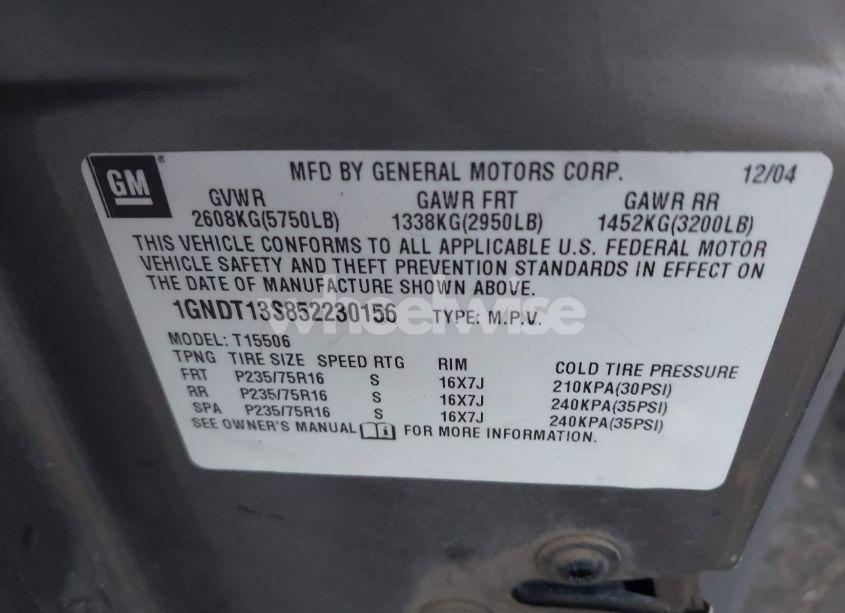 GM
MFD BY GENERAL MOTORS CORP. 12/04
GVWR GAWR FRT GAWR RR
2608KG(5750LB) 1338KG(2950LB) 1452KG(3200LB)
THIS VEHICLE CONFORMS TO ALL APPLICABLE U.S. FEDERAL MOTOR
VEHICLE SAFETY AND THEFT PREVENTION STANDARDS IN EFFECT ON
THE DATE OF MANUFACTURE SHOWN ABOVE.
1GNDT13S852230156 TYPE: M.P.V.
wheelwise
MODEL: T15506
TPNG TIRE SIZE SPEED RTG RIM COLD TIRE PRESSURE
FRT P235/75R16 S 16X7J 210KPA(30PSI)
RR P235/75R16 S 16X7J 240KPA(35PSI)
SPA P235/75R16 S 16X7J 240KPA(35PSI)
SEE OWNER'S MANUAL FOR MORE INFORMATION.